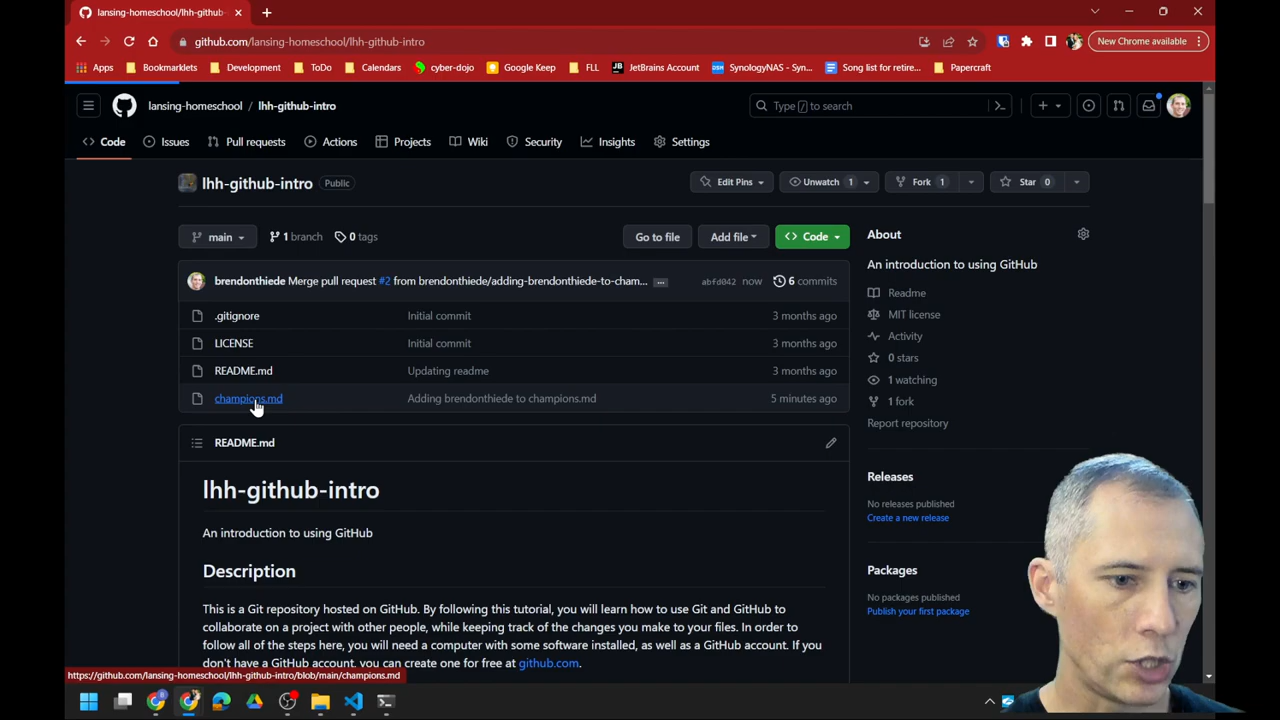 lansing-homeschool/lhh-github-
github.com/lansing-homeschool/lhh-github-intro
New Chrome available
Apps
Bookmarklets
Development
ToDo
Calendars
cyber-dojo
Google Keep
FLL
JetBrains Account
SynologyNAS - Syn...
Song list for retire...
Papercraft
lansing-homeschool / lhh-github-intro
Type / to search
Code
Issues
Pull requests
Actions
Projects
Wiki
Security
Insights
Settings
lhh-github-intro Public
Edit Pins
Unwatch 1
Fork 1
Star 0
main
1 branch
0 tags
Go to file
Add file
Code
brendonthiede Merge pull request #2 from brendonthiede/adding-brendonthiede-to-cham... ... abfd042 now 6 commits
.gitignore Initial commit 3 months ago
LICENSE Initial commit 3 months ago
README.md Updating readme 3 months ago
champions.md Adding brendonthiede to champions.md 5 minutes ago
README.md
lhh-github-intro
An introduction to using GitHub
Description
This is a Git repository hosted on GitHub. By following this tutorial, you will learn how to use Git and GitHub to
collaborate on a project with other people, while keeping track of the changes you make to your files. In order to
follow all of the steps here, you will need a computer with some software installed, as well as a GitHub account. If you
don't have a GitHub account, you can create one for free at github.com.
About
An introduction to using GitHub
Readme
MIT license
Activity
0 stars
1 watching
1 fork
Report repository
Releases
No releases published
Create a new release
Packages
No packages published
Publish your first package
https://github.com/lansing-homeschool/lhh-github-intro/blob/main/champions.md